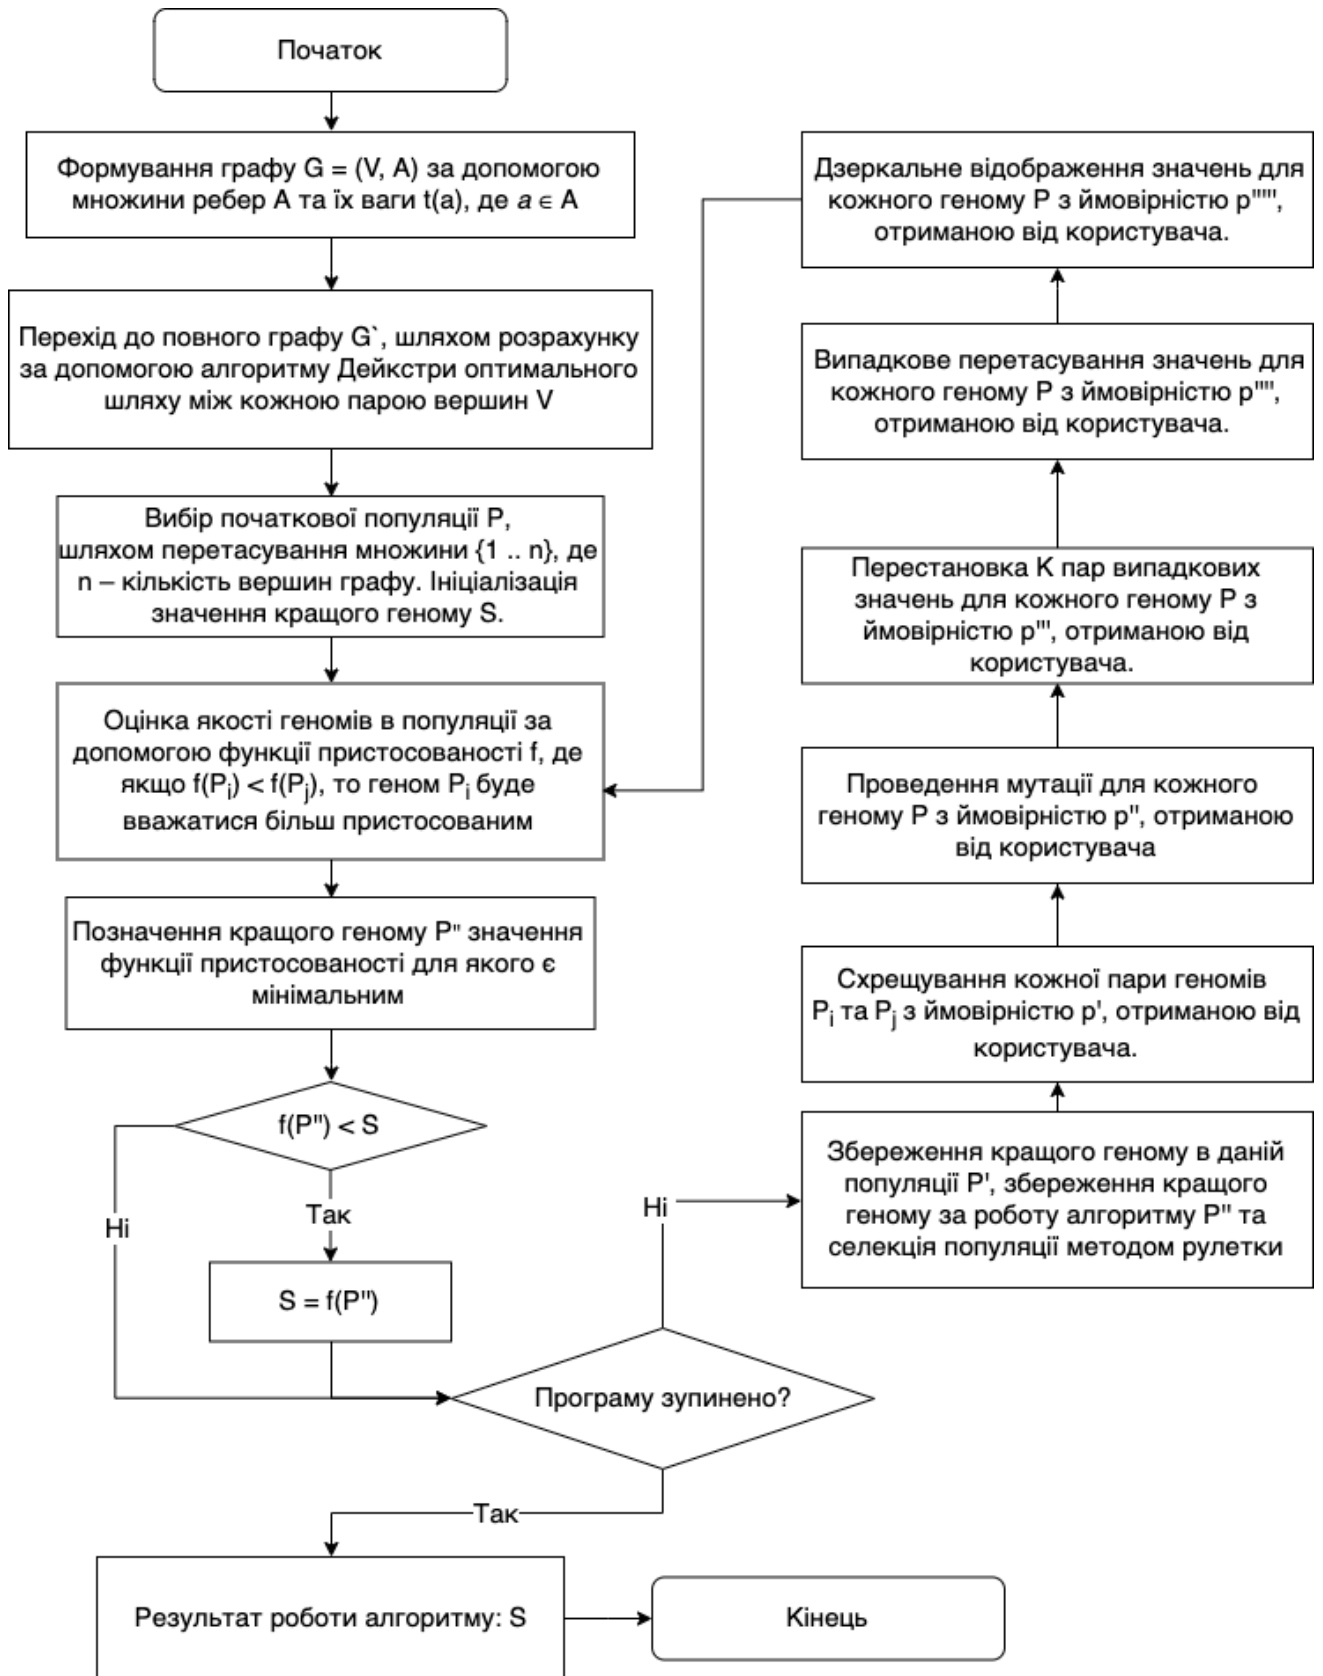 Початок
Формування графу G = (V, A) за допомогою
множини ребер A та їх ваги t(a), де a ∈ A
Перехід до повного графу G`, шляхом розрахунку
за допомогою алгоритму Дейкстри оптимального
шляху між кожною парою вершин V
Вибір початкової популяції P,
шляхом перетасування множини {1 .. n}, де
n – кількість вершин графу. Ініціалізація
значення кращого геному S.
Оцінка якості геномів в популяції за
допомогою функції пристосованості f, де
якщо f(Pi) < f(Pj), то геном Pi буде
вважатися більш пристосованим
Позначення кращого геному P" значення
функції пристосованості для якого є
мінімальним
f(P") < S
Ні
Так
S = f(P")
Програму зупинено?
Ні
Збереження кращого геному в даній
популяції P', збереження кращого
геному за роботу алгоритму P" та
селекція популяції методом рулетки
Схрещування кожної пари геномів
Pi та Pj з ймовірністю p', отриманою від
користувача.
Проведення мутації для кожного
геному P з ймовірністю p", отриманою
від користувача
Перестановка K пар випадкових
значень для кожного геному P з
ймовірністю p"', отриманою від
користувача.
Випадкове перетасування значень для
кожного геному P з ймовірністю p"",
отриманою від користувача.
Дзеркальне відображення значень для
кожного геному P з ймовірністю p""',
отриманою від користувача.
Так
Результат роботи алгоритму: S
Кінець